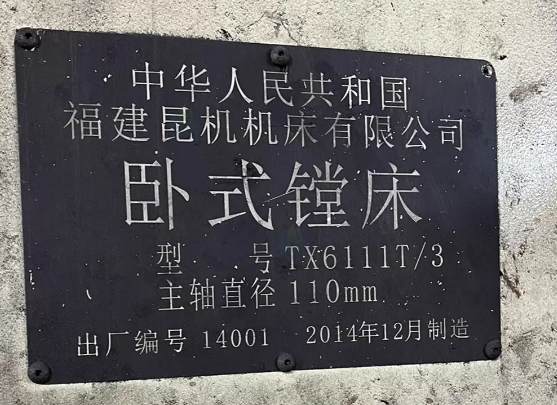 中华人民共和国
福建昆机机床有限公司
卧式镗床
型 号 TX6111T/3
主轴直径 110mm
出厂编号 14001 2014年12月制造